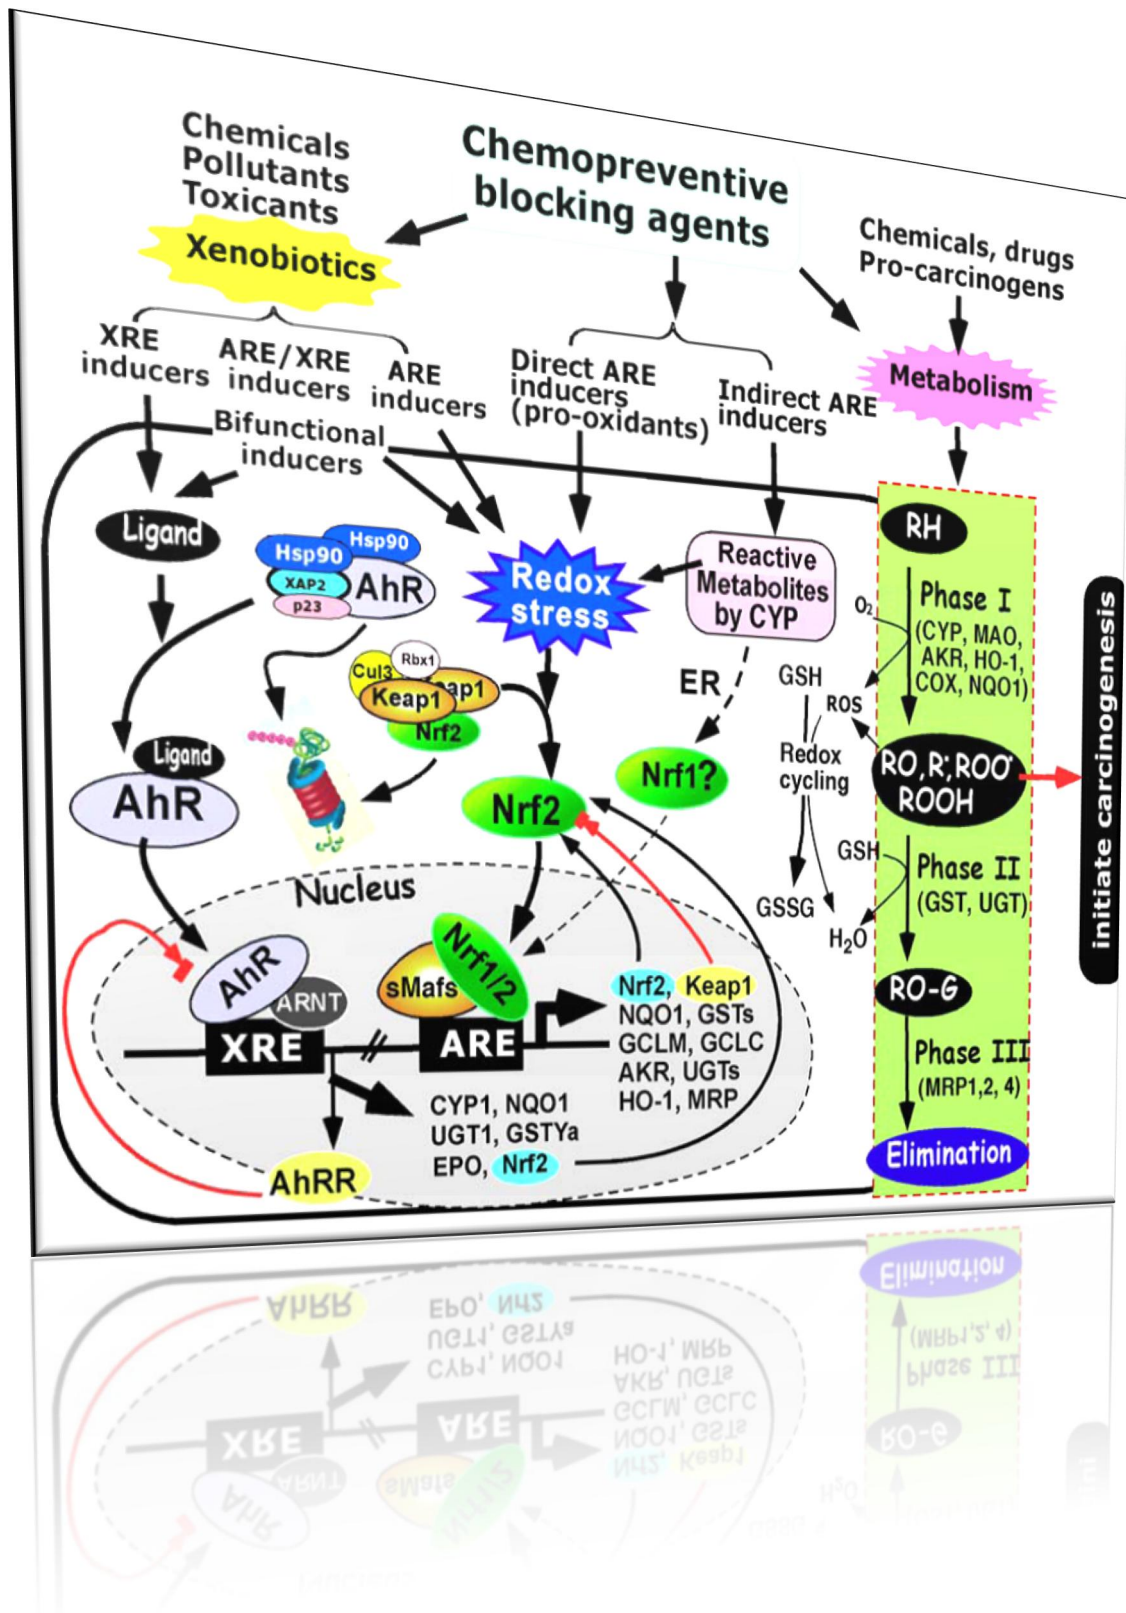 Chemicals
Pollutants
Toxicants
Xenobiotics
Chemopreventive
blocking agents
Chemicals, drugs
Pro-carcinogens
Metabolism
XRE
inducers
ARE/XRE
inducers
ARE
inducers
Bifunctional
inducers
Direct ARE
inducers
(pro-oxidants)
Indirect ARE
inducers
Ligand
Hsp90
Hsp90
XAP2
AhR
p23
Redox
stress
Reactive
Metabolites
by CYP
ER
Cul3
Rbx1
Keap1
ap1
Nrf2
Ligand
AhR
Nrf2
Nrf1?
GSH
ROS
Redox
cycling
GSSG
H2O
O2
GSH
RH
Phase I
(CYP, MAO,
AKR, HO-1,
COX, NQO1)
RO,R;ROO
ROOH
Phase II
(GST, UGT)
RO-G
Phase III
(MRP1,2, 4)
Elimination
initiate carcinogenesis
Nucleus
AhR
ARNT
XRE
sMafs
Nrf1/2
ARE
Nrf2, Keap1
NQO1, GSTs
GCLM, GCLC
AKR, UGTs
HO-1, MRP
CYP1, NQO1
UGT1, GSTYa
EPO, Nrf2
AhRR